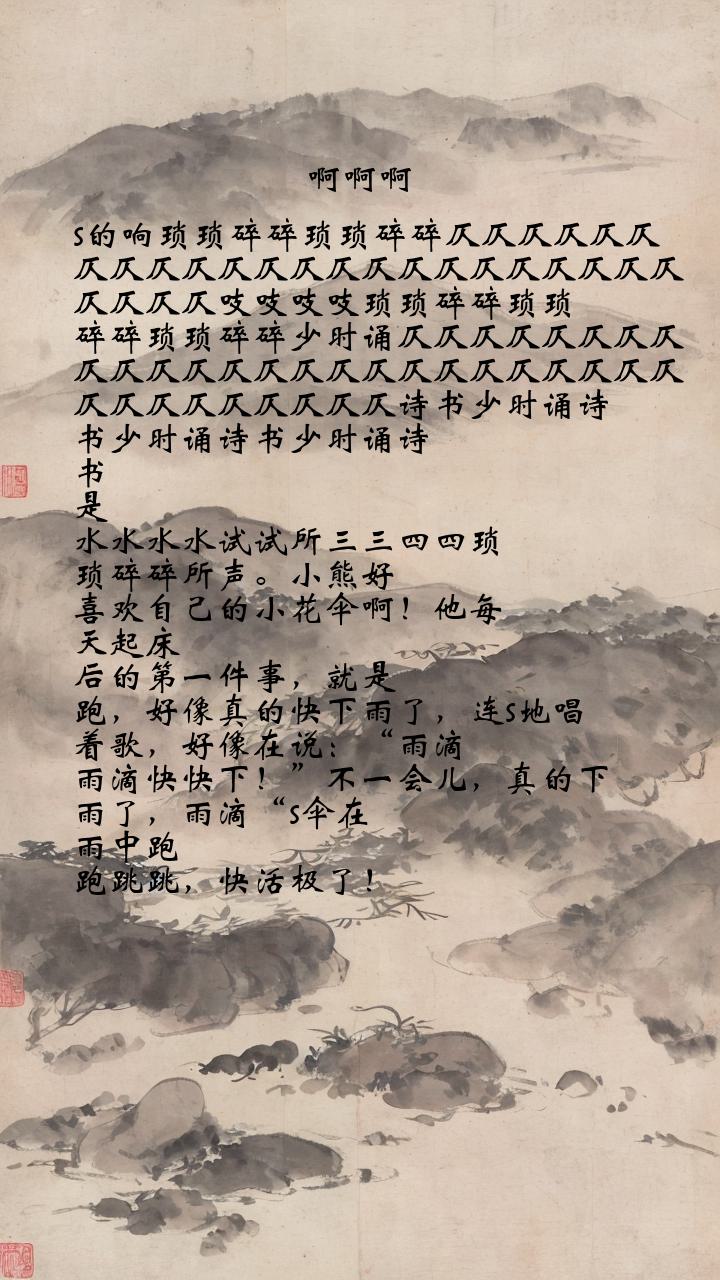 啊啊啊
S的响琐琐碎碎琐琐碎碎仄仄仄仄仄仄
仄仄仄仄仄仄仄仄仄仄仄仄仄仄仄仄仄
仄仄仄仄吱吱吱吱琐琐碎碎琐琐
碎碎琐琐碎碎少时诵仄仄仄仄仄仄仄仄
仄仄仄仄仄仄仄仄仄仄仄仄仄仄仄仄仄
仄仄仄仄仄仄仄仄仄诗书少时诵诗
书少时诵诗书少时诵诗
书
是
水水水水试试所三三四四琐
琐碎碎所声。小熊好
喜欢自己的小花伞啊！他每
天起床
后的第一件事，就是
跑，好像真的快下雨了，连S地唱
着歌，好像在说：“雨滴
雨滴快快下！”不一会儿，真的下
雨了，雨滴“S伞在
雨中跑
跑跳跳，快活极了！